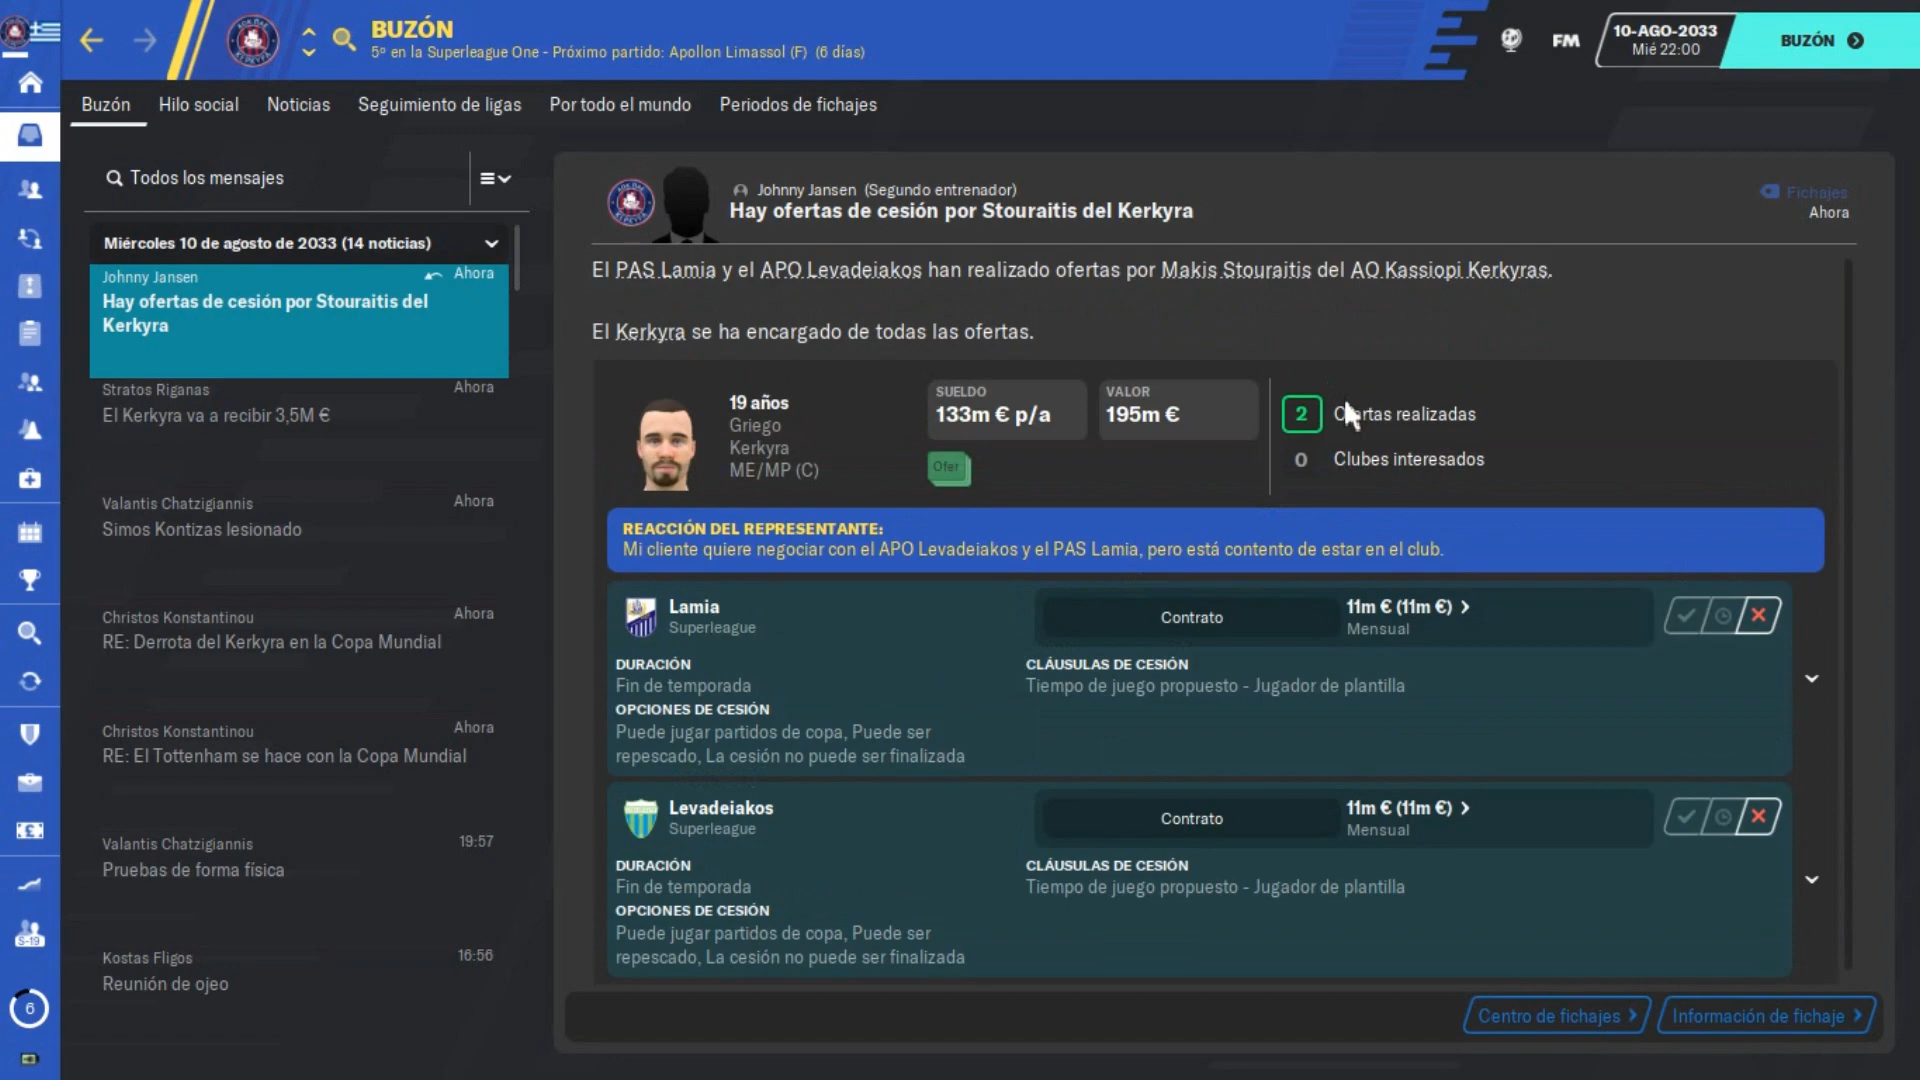 BUZÓN
5º en la Superleague One - Próximo partido: Apollon Limassol (F) (6 días)
FM
10-AGO-2033
Mié 22:00
BUZÓN
Buzón
Hilo social
Noticias
Seguimiento de ligas
Por todo el mundo
Periodos de fichajes
Todos los mensajes
Miércoles 10 de agosto de 2033 (14 noticias)
Johnny Jansen
Ahora
Hay ofertas de cesión por Stouraitis del
Kerkyra
Stratos Riganas
Ahora
El Kerkyra va a recibir 3,5M €
Valantis Chatzigiannis
Ahora
Simos Kontizas lesionado
Christos Konstantinou
Ahora
RE: Derrota del Kerkyra en la Copa Mundial
Christos Konstantinou
Ahora
RE: El Tottenham se hace con la Copa Mundial
Valantis Chatzigiannis
19:57
Pruebas de forma física
Kostas Fligos
16:56
Reunión de ojeo
S-19
6
Johnny Jansen (Segundo entrenador)
Hay ofertas de cesión por Stouraitis del Kerkyra
Fichajes
Ahora
El PAS Lamia y el APO Levadeiakos han realizado ofertas por Makis Stouraitis del AO Kassiopi Kerkyras.
El Kerkyra se ha encargado de todas las ofertas.
19 años
Griego
Kerkyra
ME/MP (C)
SUELDO
133m € p/a
VALOR
195m €
Ofer
2
realizadas
0 Clubes interesados
REACCIÓN DEL REPRESENTANTE:
Mi cliente quiere negociar con el APO Levadeiakos y el PAS Lamia, pero está contento de estar en el club.
Lamia
Superleague
Contrato
11m € (11m €)
Mensual
DURACIÓN
Fin de temporada
OPCIONES DE CESIÓN
Puede jugar partidos de copa, Puede ser
repescado, La cesión no puede ser finalizada
CLÁUSULAS DE CESIÓN
Tiempo de juego propuesto - Jugador de plantilla
Levadeiakos
Superleague
Contrato
11m € (11m €)
Mensual
DURACIÓN
Fin de temporada
OPCIONES DE CESIÓN
Puede jugar partidos de copa, Puede ser
repescado, La cesión no puede ser finalizada
CLÁUSULAS DE CESIÓN
Tiempo de juego propuesto - Jugador de plantilla
Centro de fichajes
Información de fichaje